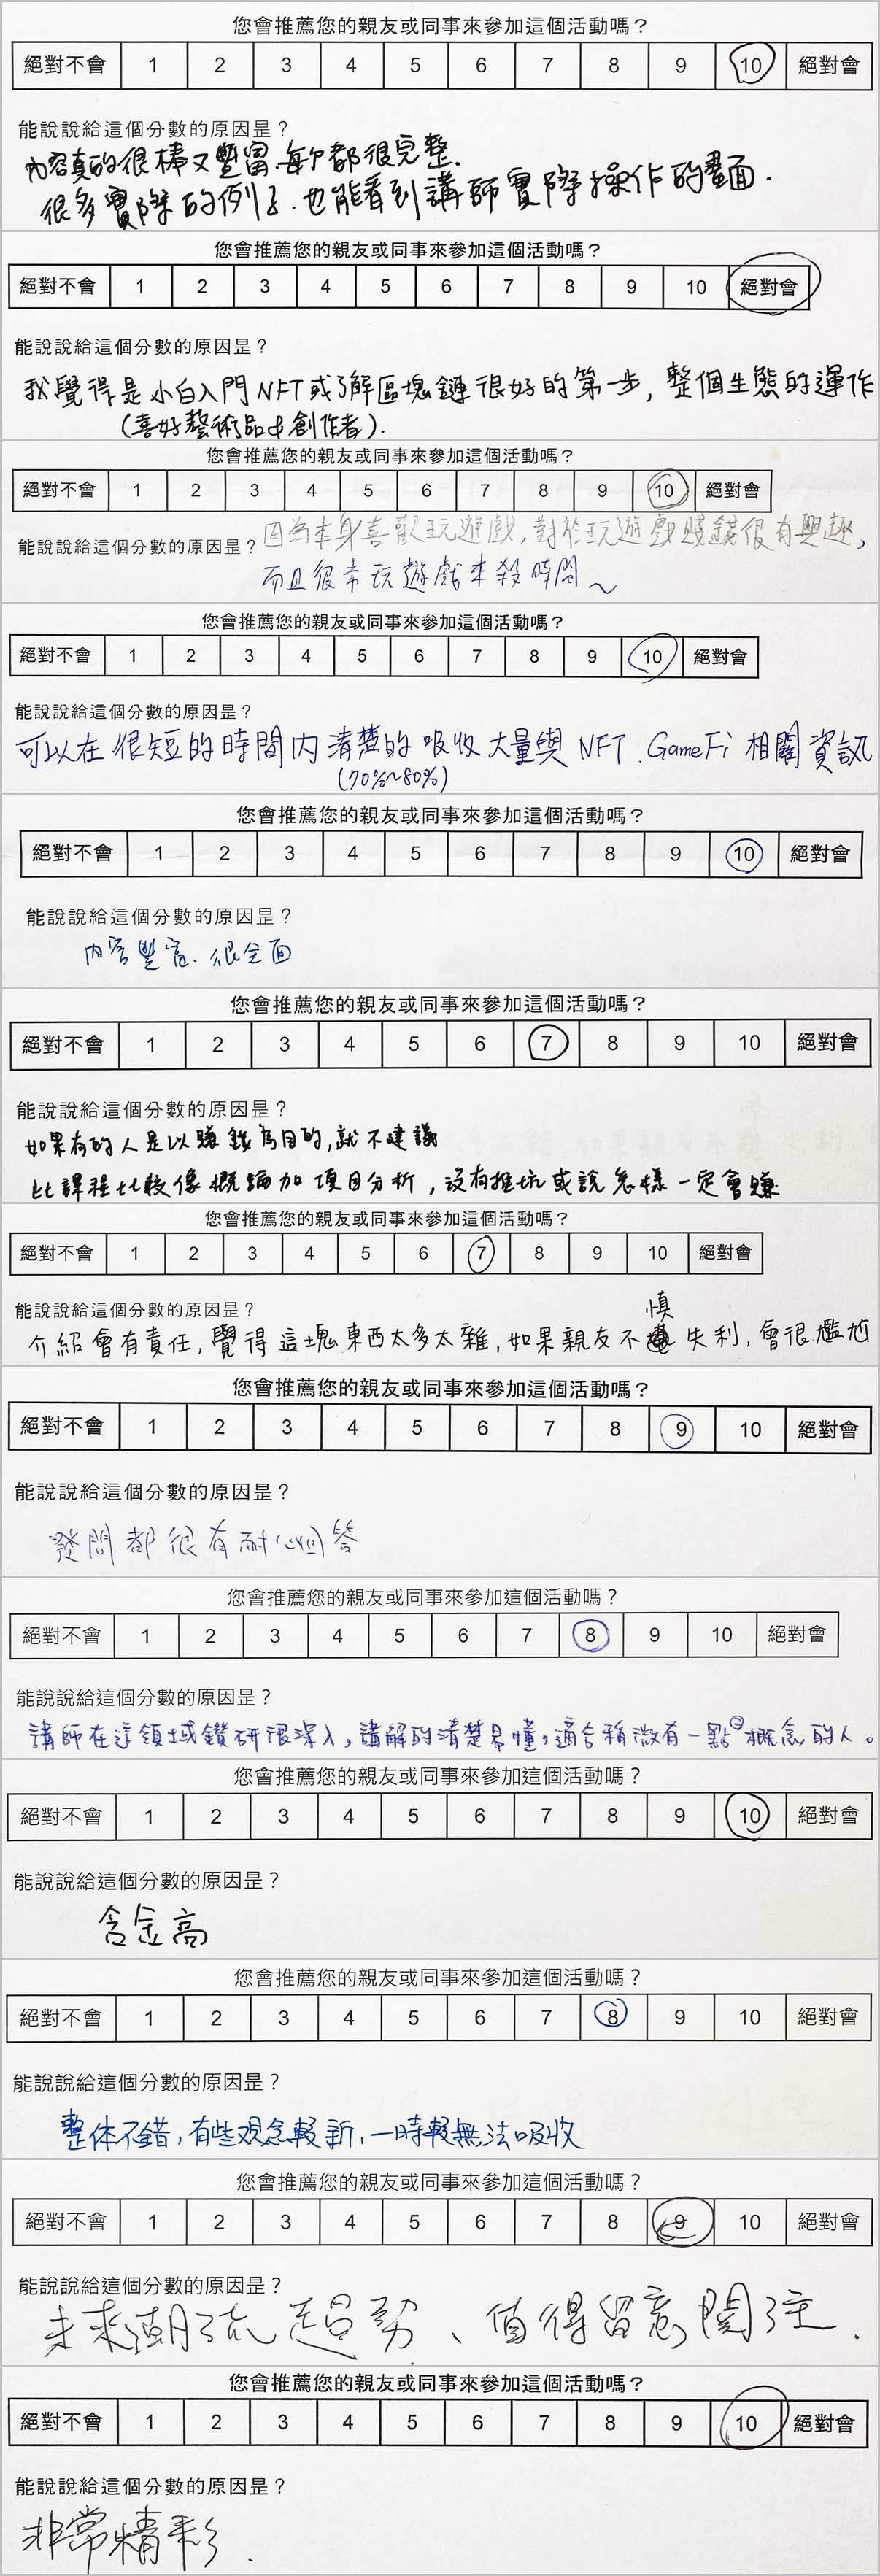 您會推薦您的親友或同事來參加這個活動嗎？
絕對不會 1 2 3 4 5 6 7 8 9 10 絕對會
能說說給這個分數的原因是？
內容真的很棒又豐富.每個都很完整.
很多實際的例子.也能看到講師實際操作的畫面.
您會推薦您的親友或同事來參加這個活動嗎？
絕對不會 1 2 3 4 5 6 7 8 9 10 絕對會
能說說給這個分數的原因是？
我覺得是小白入門NFT或了解區塊鏈很好的第一步,整個生態的運作
(喜好藝術品&創作者).
您會推薦您的親友或同事來參加這個活動嗎？
絕對不會 1 2 3 4 5 6 7 8 9 10 絕對會
能說說給這個分數的原因是？因為本身喜歡玩遊戲,對於玩遊戲賺錢很有興趣,
而且很常玩遊戲來殺時間~
您會推薦您的親友或同事來參加這個活動嗎？
絕對不會 1 2 3 4 5 6 7 8 9 10 絕對會
能說說給這個分數的原因是？
可以在很短的時間內清楚的吸收大量與NFT.GameFi相關資訊
(70%~80%)
您會推薦您的親友或同事來參加這個活動嗎？
絕對不會 1 2 3 4 5 6 7 8 9 10 絕對會
能說說給這個分數的原因是？
內容豐富.很全面
您會推薦您的親友或同事來參加這個活動嗎？
絕對不會 1 2 3 4 5 6 7 8 9 10 絕對會
能說說給這個分數的原因是？
如果有的人是以賺錢為目的,就不建議
比課程比較像概論加項目分析,沒有推坑或說怎樣一定會賺
您會推薦您的親友或同事來參加這個活動嗎？
絕對不會 1 2 3 4 5 6 7 8 9 10 絕對會
能說說給這個分數的原因是？
介紹會有責任,覺得這塊東西太多太雜,如果親友不慎失利,會很尷尬
您會推薦您的親友或同事來參加這個活動嗎？
絕對不會 1 2 3 4 5 6 7 8 9 10 絕對會
能說說給這個分數的原因是？
發問都很有耐心回答
您會推薦您的親友或同事來參加這個活動嗎？
絕對不會 1 2 3 4 5 6 7 8 9 10 絕對會
能說說給這個分數的原因是？
講師在這領域鑽研很深入,講解的清楚易懂,適合稍微有一點概念的人。
您會推薦您的親友或同事來參加這個活動嗎？
絕對不會 1 2 3 4 5 6 7 8 9 10 絕對會
能說說給這個分數的原因是？
含金高
您會推薦您的親友或同事來參加這個活動嗎？
絕對不會 1 2 3 4 5 6 7 8 9 10 絕對會
能說說給這個分數的原因是？
整体不錯,有些观念較新,一時較無法吸收
您會推薦您的親友或同事來參加這個活動嗎？
絕對不會 1 2 3 4 5 6 7 8 9 10 絕對會
能說說給這個分數的原因是？
未來潮流趨勢、值得留意關注.
您會推薦您的親友或同事來參加這個活動嗎？
絕對不會 1 2 3 4 5 6 7 8 9 10 絕對會
能說說給這個分數的原因是？
非常精彩.